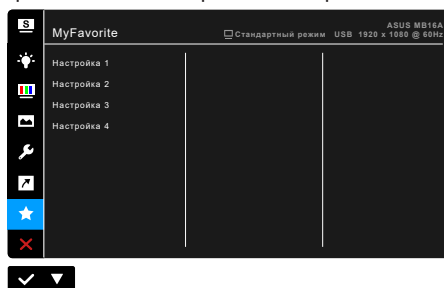 S
ASUS MB16A
MyFavorite
Стандартный режим USB 1920 x 1080 @ 60Hz
Настройка 1
Настройка 2
Настройка 3
Настройка 4